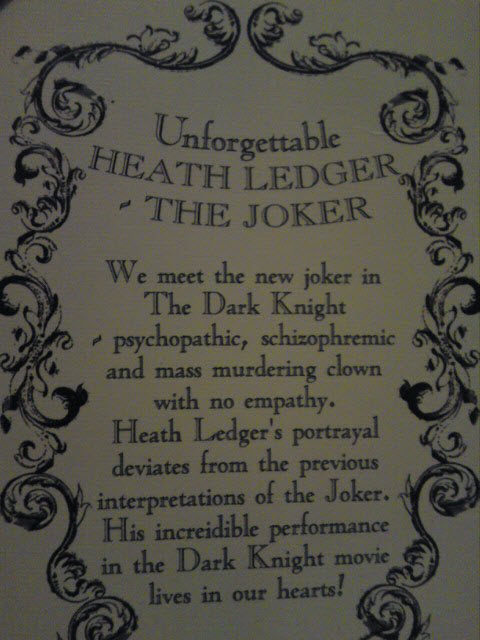 Unforgettable
HEATH LEDGER
- THE JOKER
We meet the new joker in
The Dark Knight
- psychopathic, schizophremic
and mass murdering clown
with no empathy.
Heath Ledger's portrayal
deviates from the previous
interpretations of the Joker.
His increidible performance
in the Dark Knight movie
lives in our hearts!